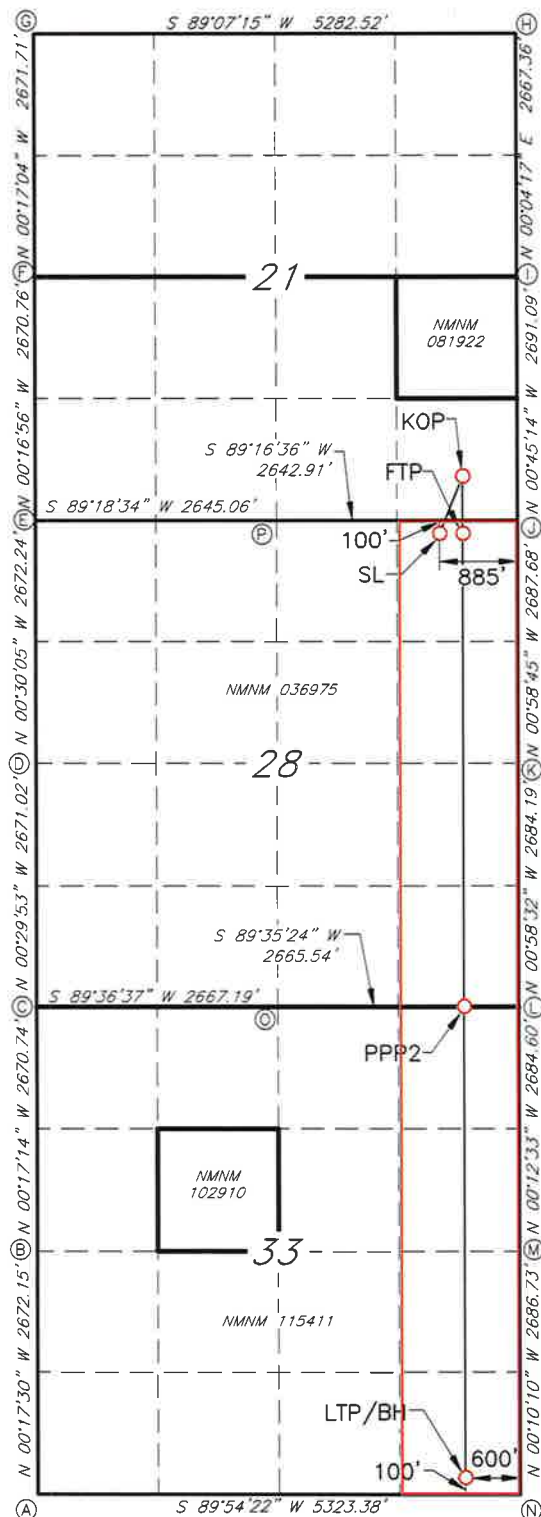 G
S 89°07'15" W 5282.52'
H
N 00°17'04" W 2671.71'
N 00°04'17" E 2667.36'
F
21
I
NMNM
081922
N 00°16'56" W 2670.76'
N 00°45'14" W 2691.09'
KOP
S 89°16'36" W
2642.91'
FTP
S 89°18'34" W 2645.06'
E
P
J
100'
SL
885'
N 00°30'05" W 2672.24'
N 00°58'45" W 2687.68'
NMNM 036975
D
28
K
N 00°29'53" W 2671.02'
N 00°58'32" W 2684.19'
S 89°35'24" W
2665.54'
S 89°36'37" W 2667.19'
C
O
L
PPP2
N 00°17'14" W 2670.74'
N 00°12'33" W 2684.60'
NMNM
102910
B
33
M
NMNM 115411
N 00°17'30" W 2672.15'
N 00°10'10" W 2686.73'
LTP/BH
600'
100'
A
S 89°54'22" W 5323.38'
N